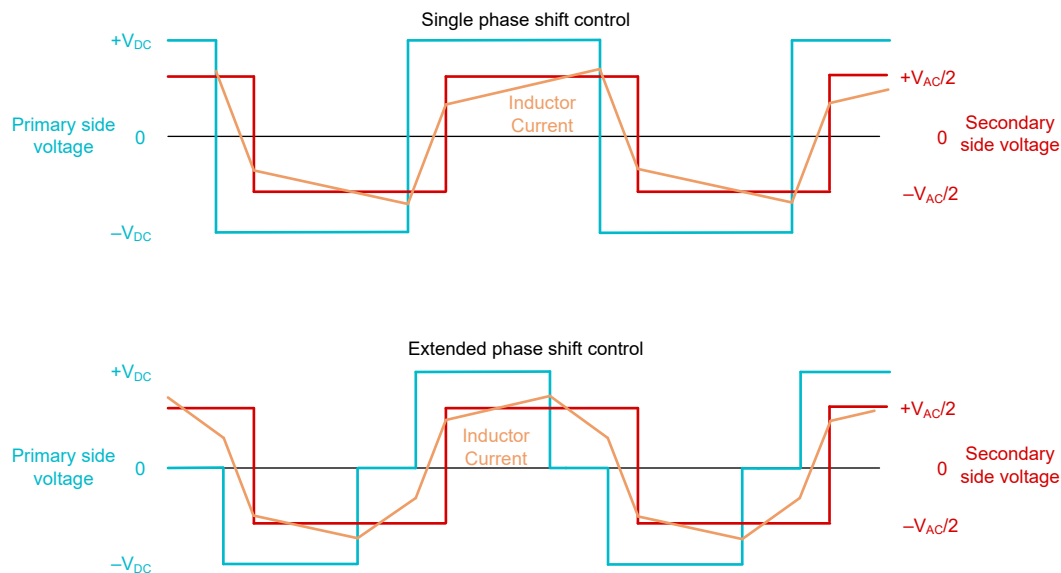 Single phase shift control
+VDC
+VAC/2
Inductor
Current
Primary side
voltage
0
0
Secondary
side voltage
–VAC/2
–VDC
Extended phase shift control
+VDC
+VAC/2
Inductor
Current
Primary side
voltage
0
0
Secondary
side voltage
–VAC/2
–VDC